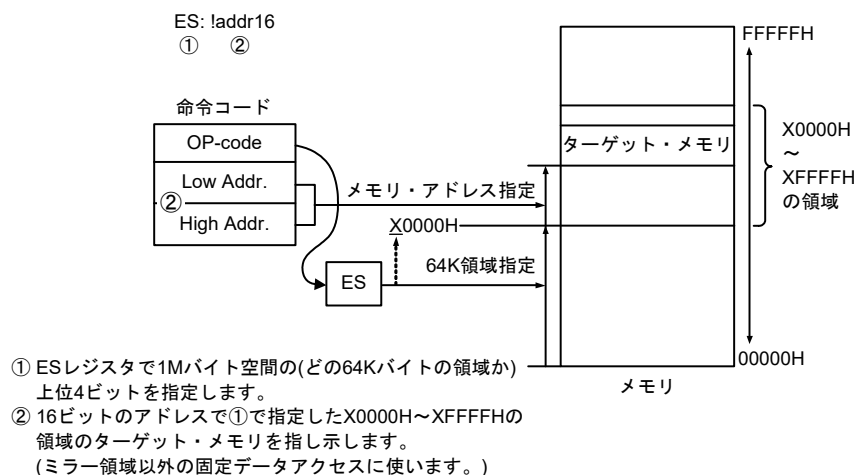 ES: !addr16
① ②
FFFFFH
命令コード
OP-code
Low Addr.
②
High Addr.
メモリ・アドレス指定
X0000H
64K領域指定
ES
ターゲット・メモリ
X0000H
～
XFFFFH
の領域
00000H
メモリ
① ESレジスタで1Mバイト空間の(どの64Kバイトの領域か)
上位4ビットを指定します。
② 16ビットのアドレスで①で指定したX0000H～XFFFFHの
領域のターゲット・メモリを指し示します。
(ミラー領域以外の固定データアクセスに使います。)